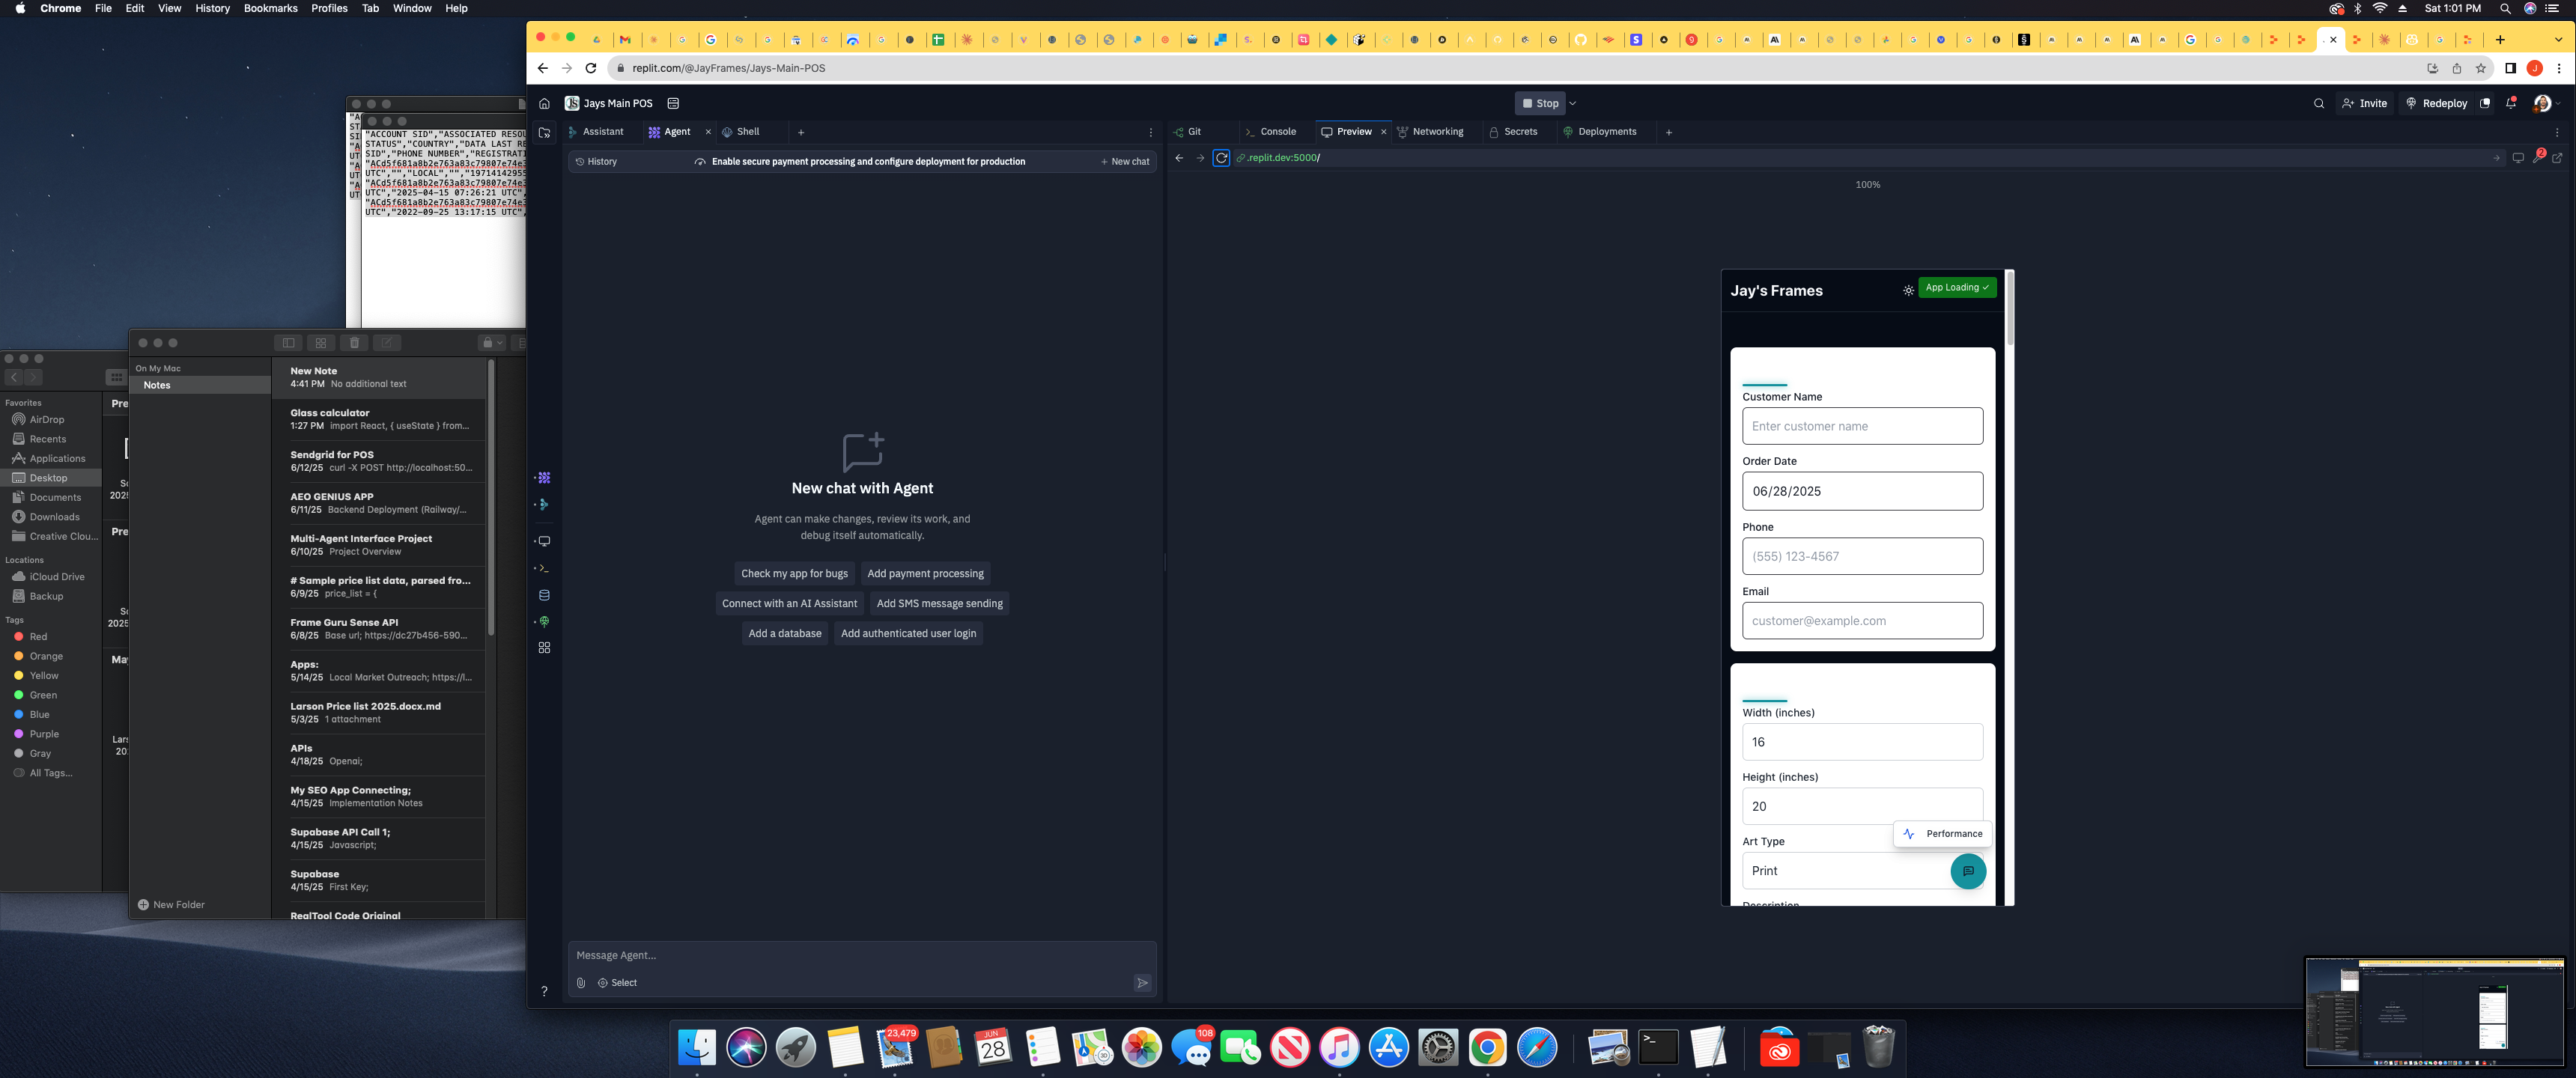 Chrome File Edit View History Bookmarks Profiles Tab Window Help
Sat 1:01 PM
replit.com/@JayFrames/Jays-Main-POS
Jays Main POS
Stop
Invite
Redeploy
Assistant
Agent
Shell
History
Enable secure payment processing and configure deployment for production
New chat
New chat with Agent
Agent can make changes, review its work, and
debug itself automatically.
Check my app for bugs
Add payment processing
Connect with an AI Assistant
Add SMS message sending
Add a database
Add authenticated user login
Message Agent...
Select
Git
Console
Preview
Networking
Secrets
Deployments
.replit.dev:5000/
2
100%
Jay's Frames
App Loading ✓
Customer Name
Enter customer name
Order Date
06/28/2025
Phone
(555) 123-4567
Email
customer@example.com
Width (inches)
16
Height (inches)
20
Performance
Art Type
Print
"ACCOUNT SID","ASSOCIATED RESOU
STATUS","COUNTRY","DATA LAST RE
SID","PHONE NUMBER","REGISTRATI
"ACd5f681a8b2e763a83c79807e74e3
UTC","","LOCAL","","1971414295
"ACd5f681a8b2e763a83c79807e74e3
UTC","2025-04-15 07:26:21 UTC",
"ACd5f681a8b2e763a83c79807e74e3
UTC","2022-09-25 13:17:15 UTC",
On My Mac
Notes
New Folder
New Note
4:41 PM No additional text
Glass calculator
1:27 PM import React, { useState } from...
Sendgrid for POS
6/12/25 curl -X POST http://localhost:50...
AEO GENIUS APP
6/11/25 Backend Deployment (Railway/...
Multi-Agent Interface Project
6/10/25 Project Overview
# Sample price list data, parsed fro...
6/9/25 price_list = {
Frame Guru Sense API
6/8/25 Base url; https://dc27b456-590...
Apps:
5/14/25 Local Market Outreach; https://l...
Larson Price list 2025.docx.md
5/3/25 1 attachment
APIs
4/18/25 Openai;
My SEO App Connecting;
4/15/25 Implementation Notes
Supabase API Call 1;
4/15/25 Javascript;
Supabase
4/15/25 First Key;
RealTool Code Original
Favorites
AirDrop
Recents
Applications
Desktop
Documents
Downloads
Creative Clou...
Locations
iCloud Drive
Backup
Tags
Red
Orange
Yellow
Green
Blue
Purple
Gray
All Tags...
23,479
JUN
28
108